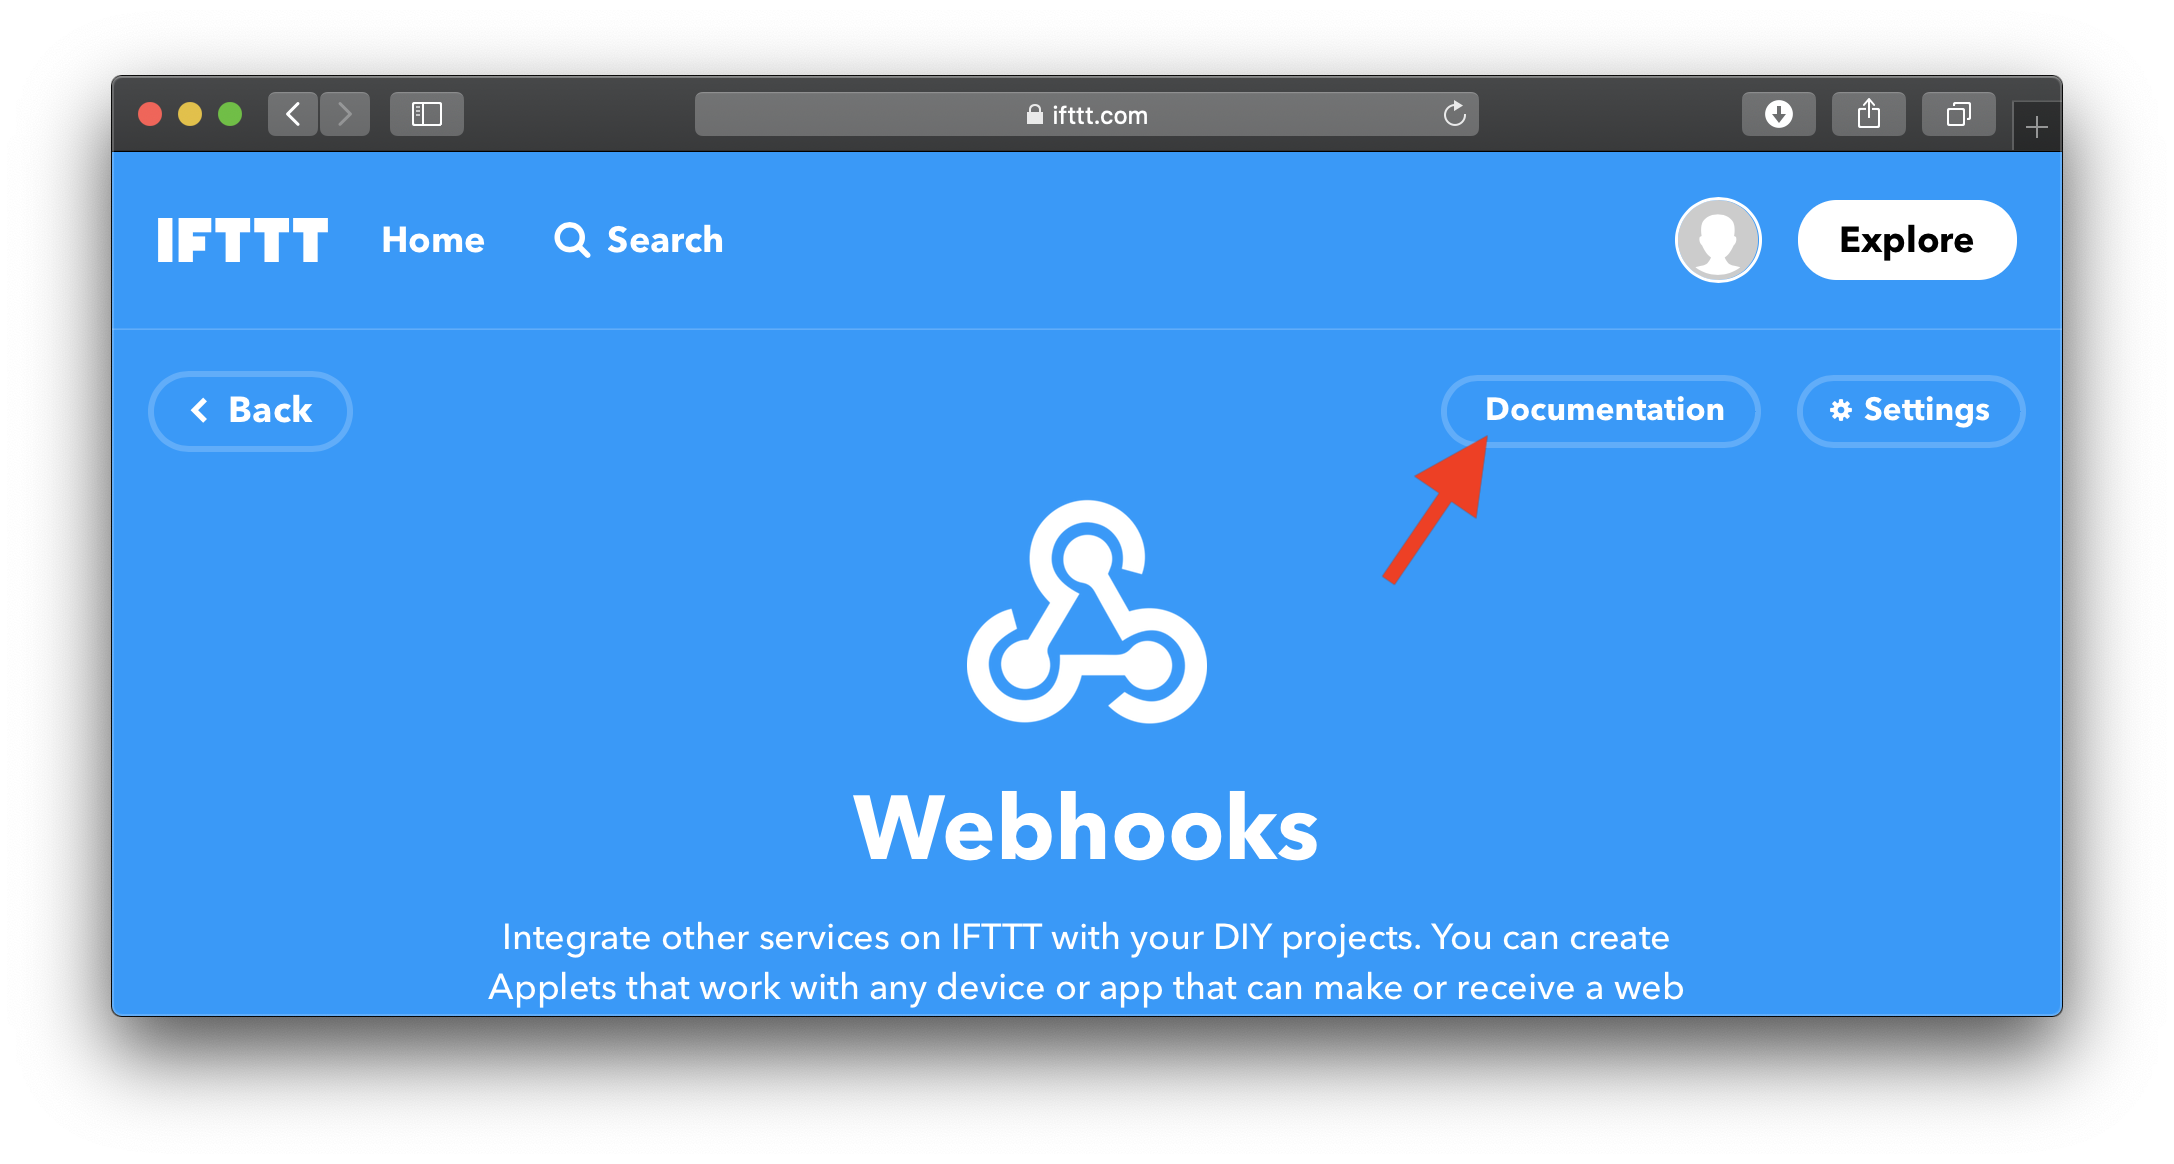 ifttt.com
IFTTT Home Search Explore
Back Documentation Settings
Webhooks
Integrate other services on IFTTT with your DIY projects. You can create
Applets that work with any device or app that can make or receive a web